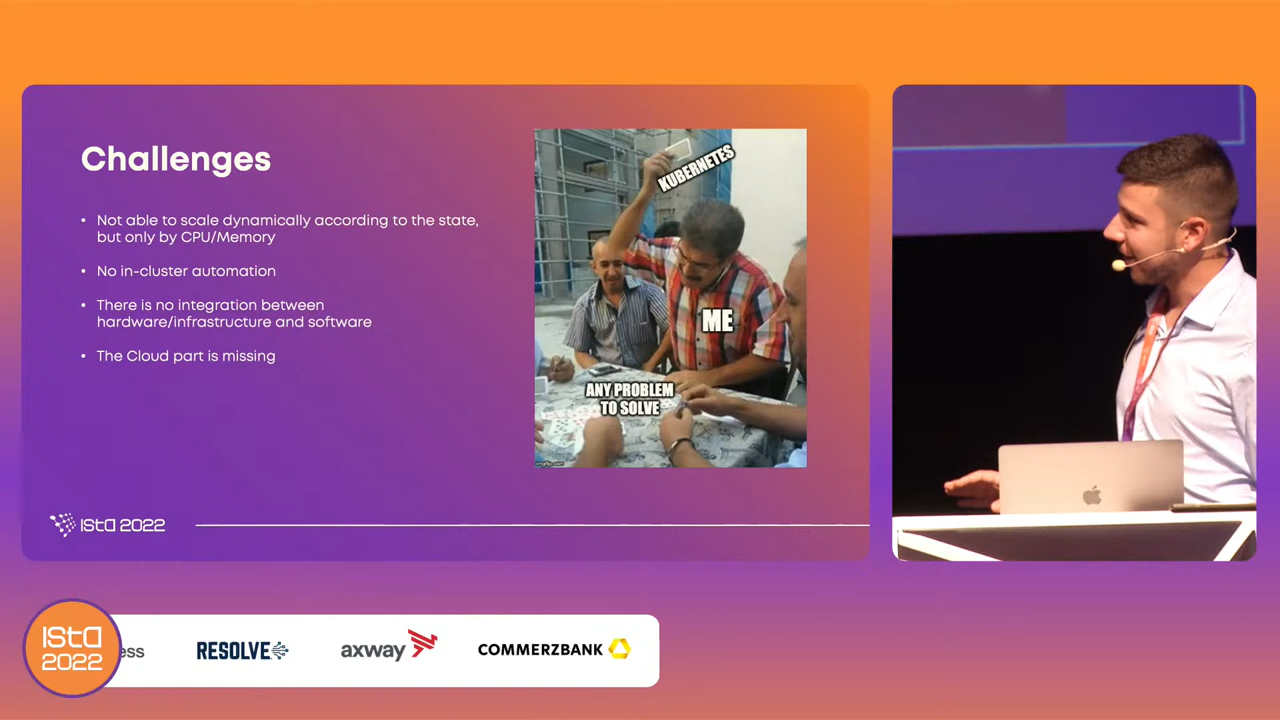 Challenges
• Not able to scale dynamically according to the state,
but only by CPU/Memory
• No in-cluster automation
• There is no integration between
hardware/infrastructure and software
• The Cloud part is missing
KUBERNETES
ME
ANY PROBLEM
TO SOLVE
imgflip.com
ista 2022
ista
2022
ess
RESOLVE
axway
COMMERZBANK